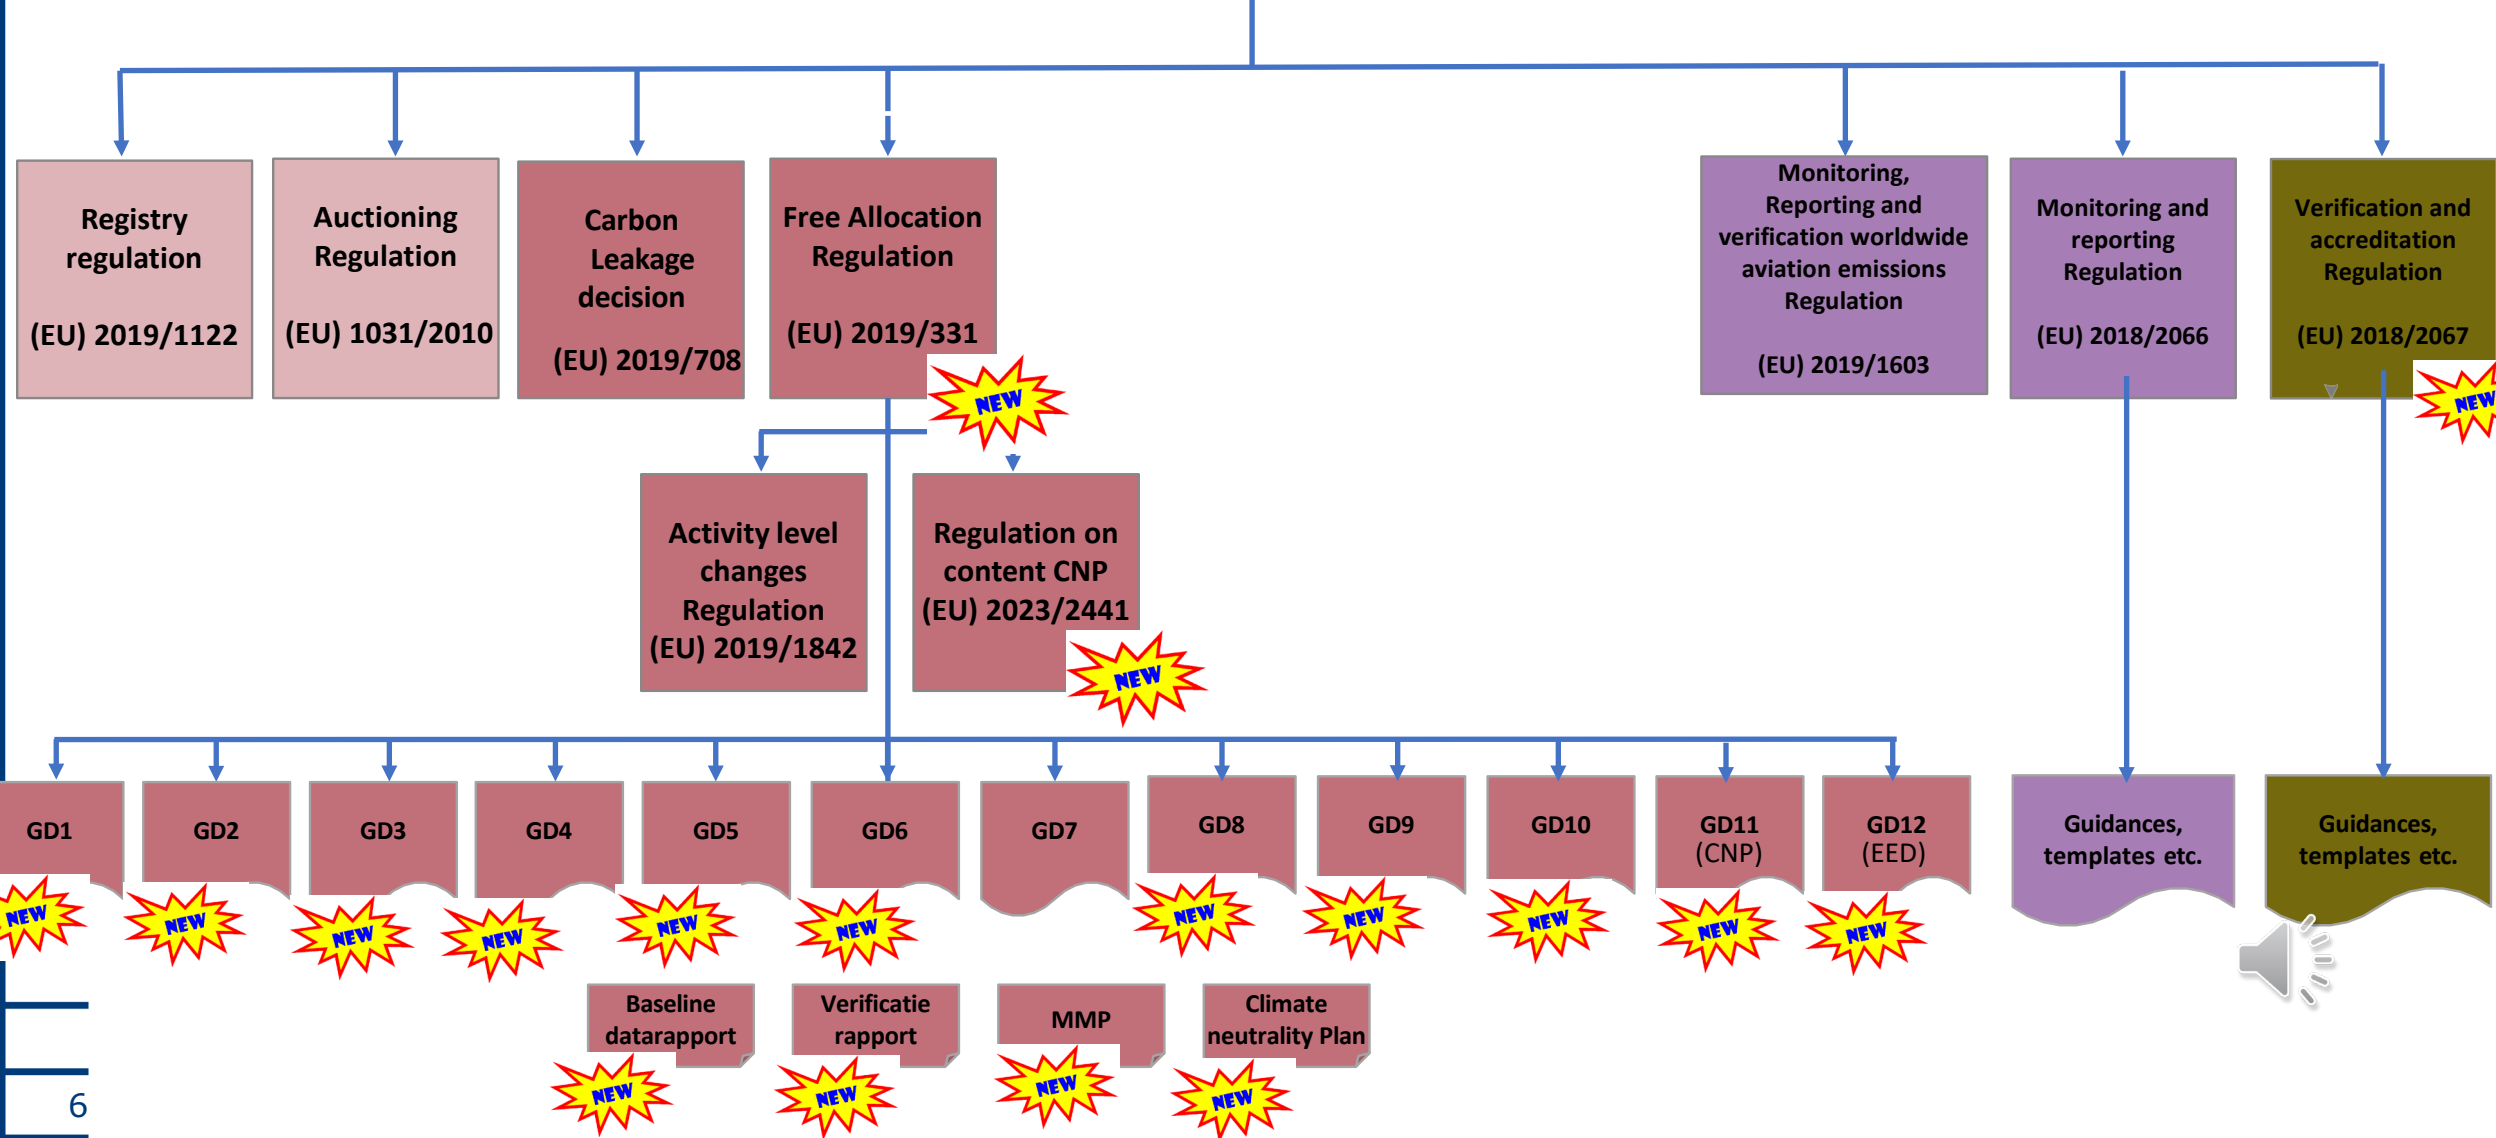 Registry
regulation
(EU) 2019/1122
Auctioning
Regulation
(EU) 1031/2010
Carbon
Leakage
decision
(EU) 2019/708
Free Allocation
Regulation
(EU) 2019/331
NEW
Monitoring,
Reporting and
verification worldwide
aviation emissions
Regulation
(EU) 2019/1603
Monitoring and
reporting
Regulation
(EU) 2018/2066
Verification and
accreditation
Regulation
(EU) 2018/2067
NEW
Activity level
changes
Regulation
(EU) 2019/1842
Regulation on
content CNP
(EU) 2023/2441
NEW
GD1
NEW
GD2
NEW
GD3
NEW
GD4
NEW
GD5
NEW
GD6
NEW
GD7
GD8
NEW
GD9
NEW
GD10
NEW
GD11
(CNP)
NEW
GD12
(EED)
NEW
Guidances,
templates etc.
Guidances,
templates etc.
Baseline
datarapport
NEW
Verificatie
rapport
NEW
MMP
NEW
Climate
neutrality Plan
NEW
6